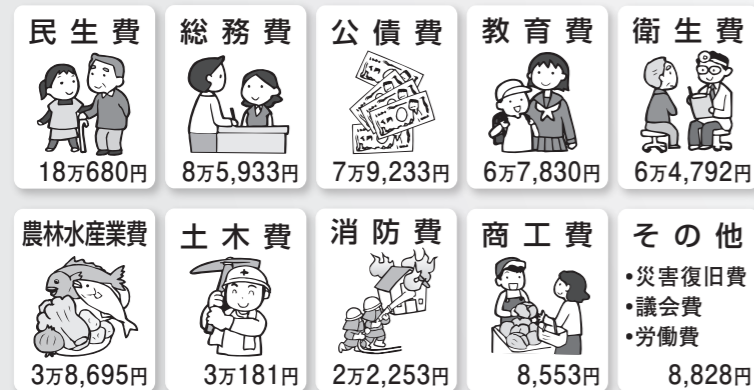 民生費
18万680円
総務費
8万5,933円
公債費
7万9,233円
教育費
6万7,830円
衛生費
6万4,792円
農林水産業費
3万8,695円
土木費
3万181円
消防費
2万2,253円
商工費
8,553円
その他
•災害復旧費
•議会費
•労働費
8,828円